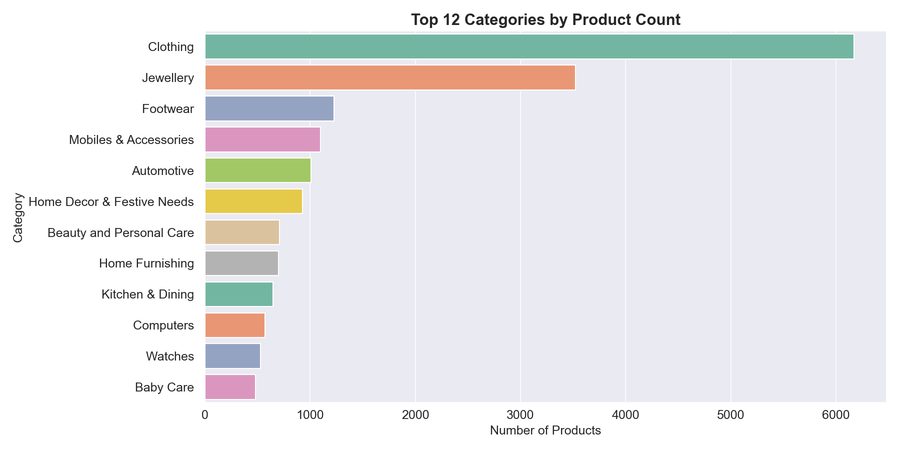 Top 12 Categories by Product Count
Clothing
Jewellery
Footwear
Mobiles & Accessories
Automotive
Home Decor & Festive Needs
Beauty and Personal Care
Home Furnishing
Kitchen & Dining
Computers
Watches
Baby Care
Category
0 1000 2000 3000 4000 5000 6000
Number of Products